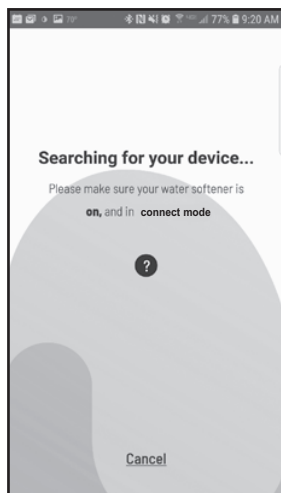 70° 77% 9:20 AM
Searching for your device...
Please make sure your water softener is
on, and in connect mode
?
Cancel